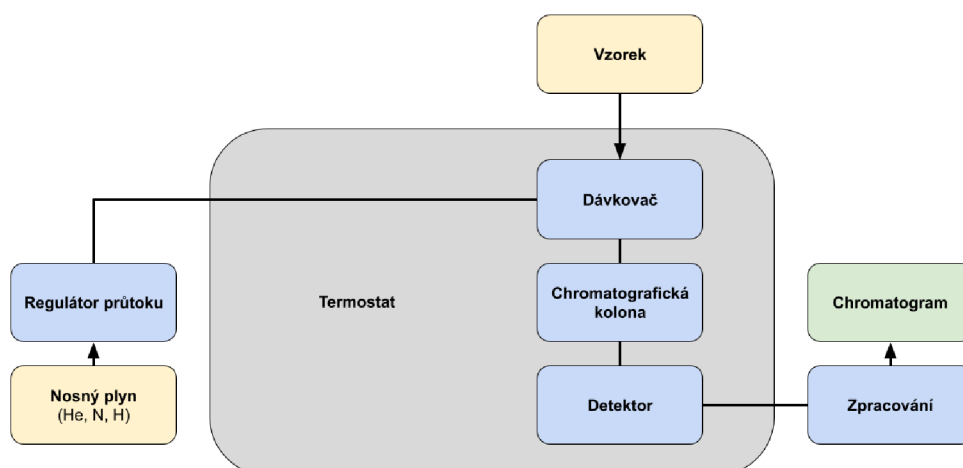 Vzorek
Dávkovač
Regulátor průtoku
Termostat
Chromatografická
kolona
Chromatogram
Nosný plyn
(He, N, H)
Detektor
Zpracování